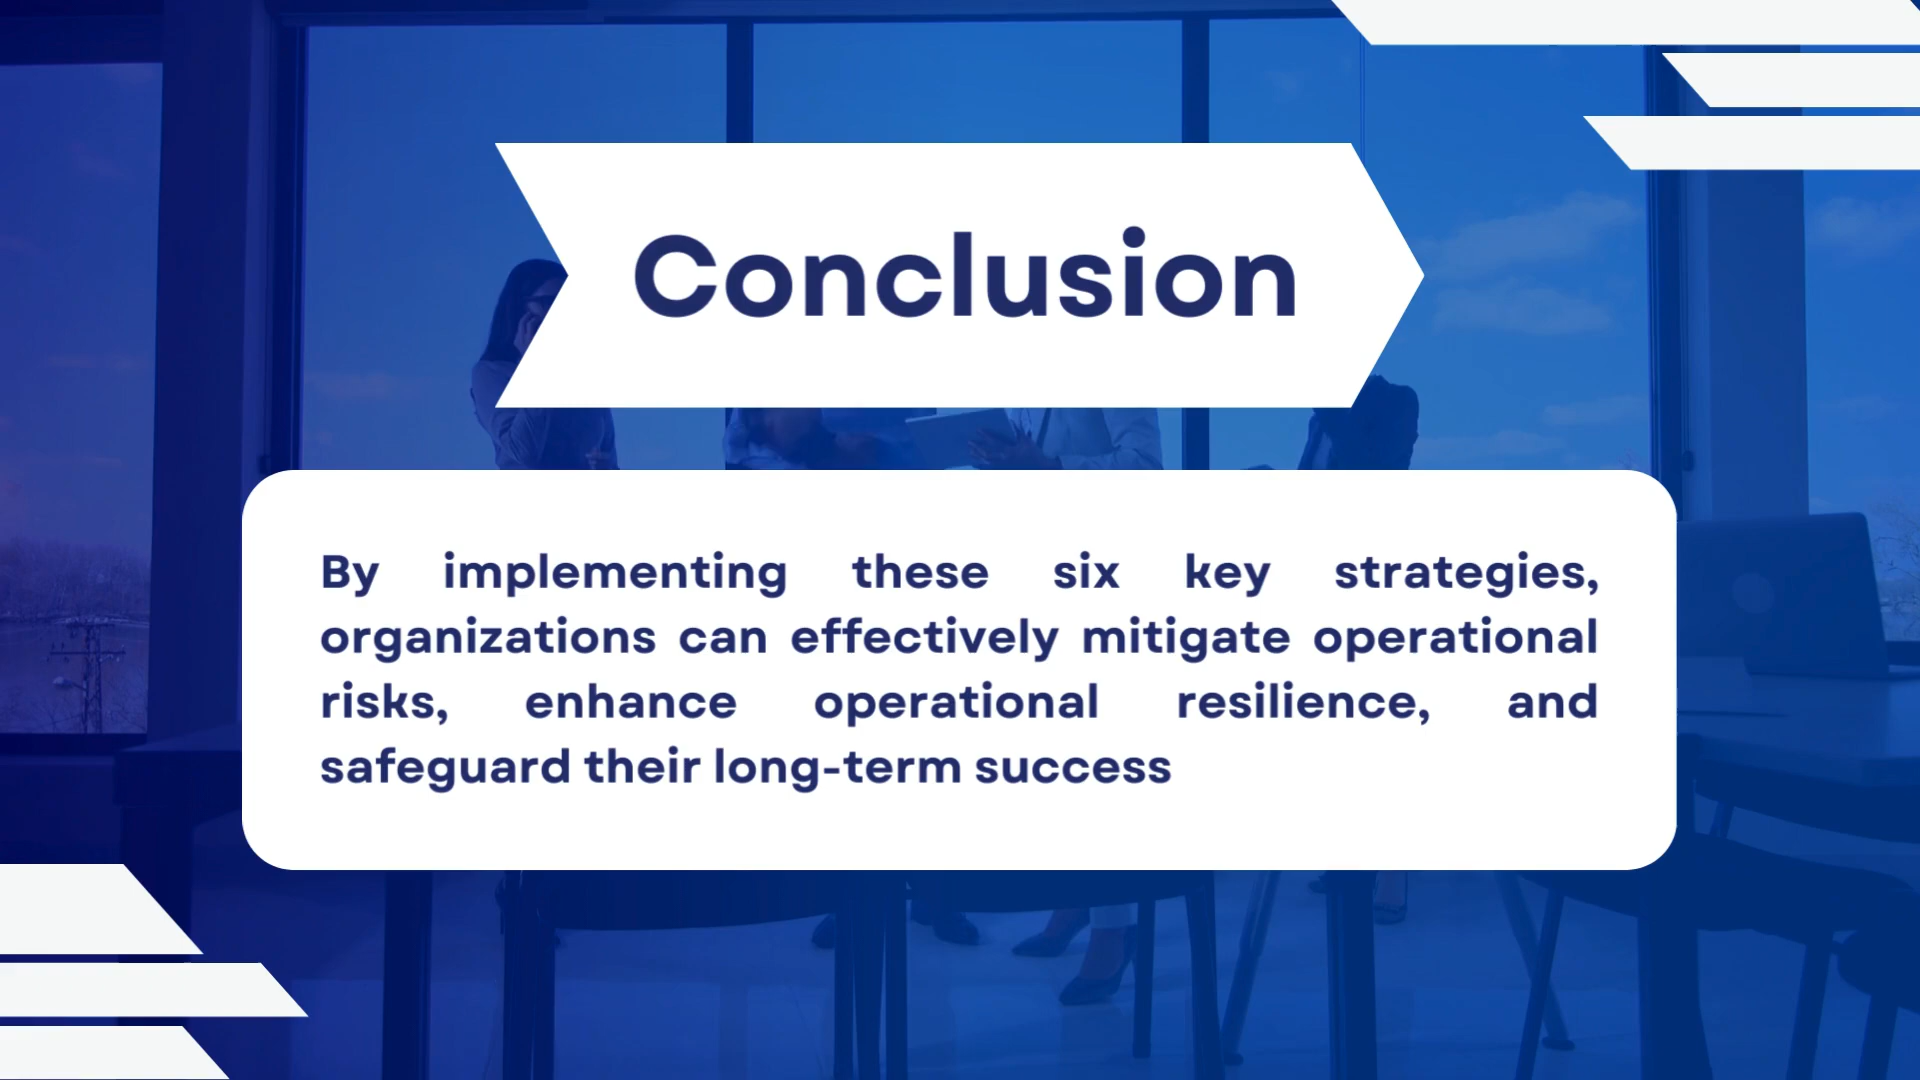 Conclusion
By implementing these six key strategies,
organizations can effectively mitigate operational
risks, enhance operational resilience, and
safeguard their long-term success